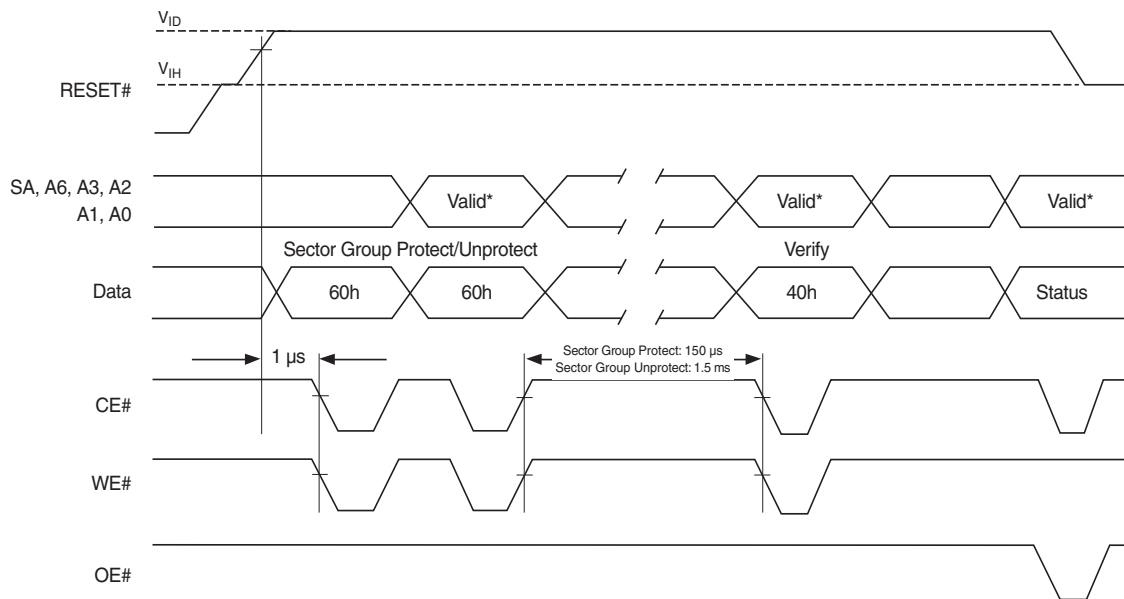 VID
VIH
RESET#
SA, A6, A3, A2
A1, A0
Valid* Valid* Valid*
Sector Group Protect/Unprotect Verify
Data 60h 60h 40h Status
1 µs
Sector Group Protect: 150 µs
Sector Group Unprotect: 1.5 ms
CE#
WE#
OE#